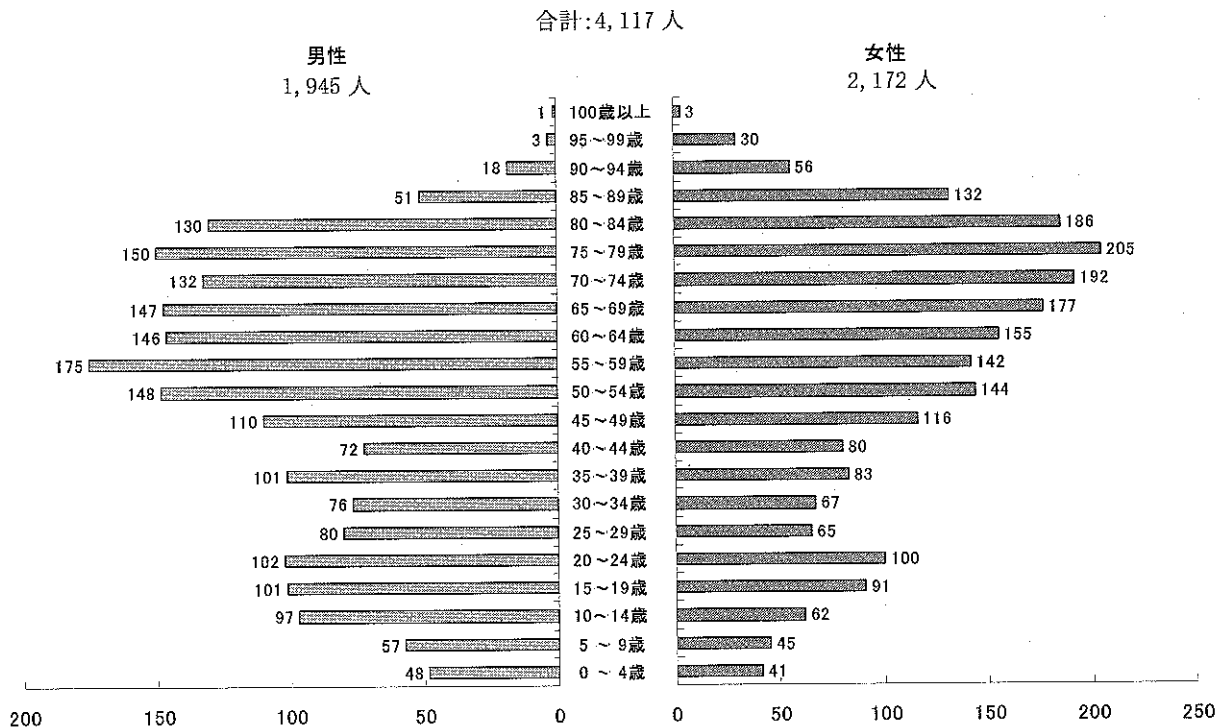 合計:4,117 人
男性
1,945 人
女性
2,172 人
1 100歳以上 3
3 95~99歳 30
18 90~94歳 56
51 85~89歳 132
130 80~84歳 186
150 75~79歳 205
132 70~74歳 192
147 65~69歳 177
146 60~64歳 155
175 55~59歳 142
148 50~54歳 144
110 45~49歳 116
72 40~44歳 80
101 35~39歳 83
76 30~34歳 67
80 25~29歳 65
102 20~24歳 100
101 15~19歳 91
97 10~14歳 62
57 5 ~ 9歳 45
48 0 ~ 4歳 41
200 150 100 50 0 0 50 100 150 200 250